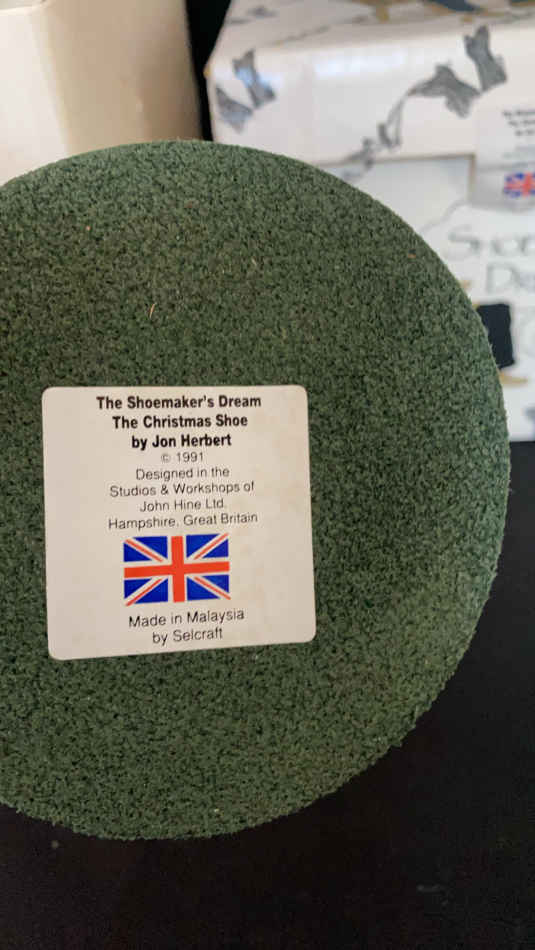 The Shoemaker's Dream
The Christmas Shoe
by Jon Herbert
© 1991
Designed in the
Studios & Workshops of
John Hine Ltd.
Hampshire, Great Britain
Made in Malaysia
by Selcraft